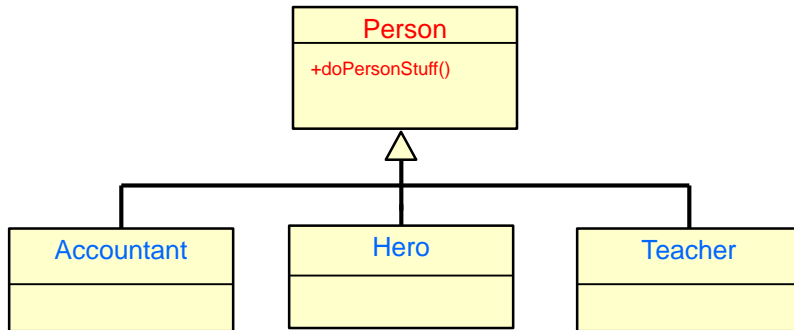 Person
+doPersonStuff()
Accountant
Hero
Teacher